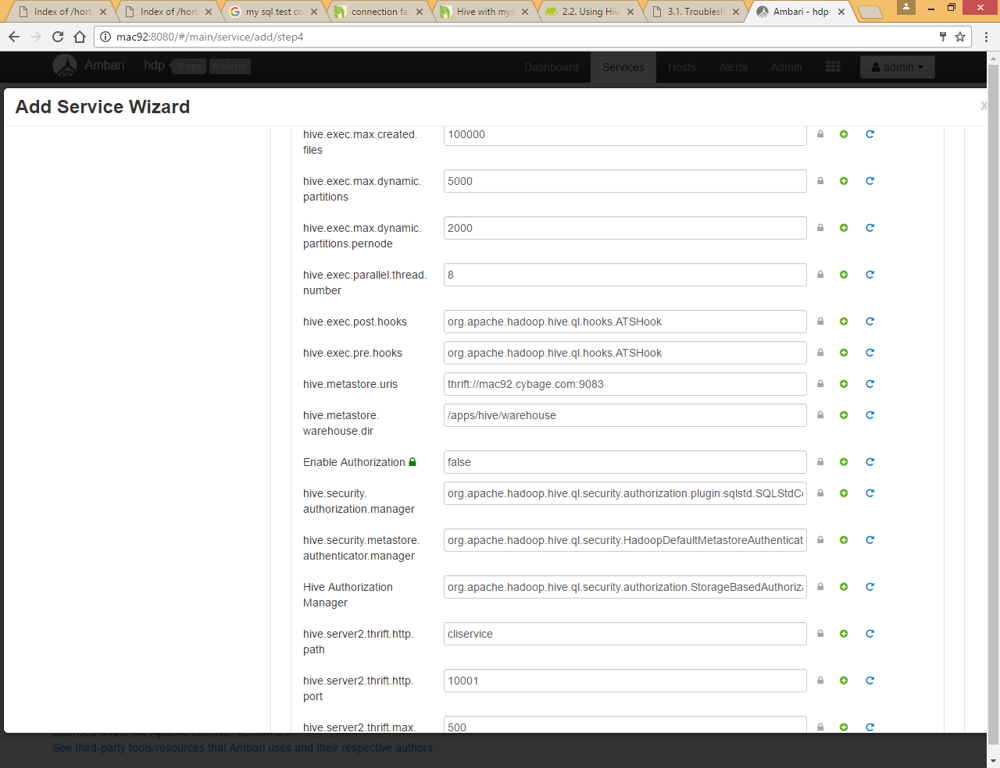 Index of /hort
Index of /hort
my sql test co
connection fai
Hive with mys
2.2. Using Hiv
3.1. Troublesh
Ambari - hdp
mac92:8080/#/main/service/add/step4
Ambari hdp 0 ops 0 alerts Dashboard Services Hosts Alerts Admin admin
Add Service Wizard x
hive.exec.max.created.
files
100000
hive.exec.max.dynamic.
partitions
5000
hive.exec.max.dynamic.
partitions.pernode
2000
hive.exec.parallel.thread.
number
8
hive.exec.post.hooks
org.apache.hadoop.hive.ql.hooks.ATSHook
hive.exec.pre.hooks
org.apache.hadoop.hive.ql.hooks.ATSHook
hive.metastore.uris
thrift://mac92.cybage.com:9083
hive.metastore.
warehouse.dir
/apps/hive/warehouse
Enable Authorization
false
hive.security.
authorization.manager
org.apache.hadoop.hive.ql.security.authorization.plugin.sqlstd.SQLStdCo
hive.security.metastore.
authenticator.manager
org.apache.hadoop.hive.ql.security.HadoopDefaultMetastoreAuthenticat
Hive Authorization
Manager
org.apache.hadoop.hive.ql.security.authorization.StorageBasedAuthoriza
hive.server2.thrift.http.
path
cliservice
hive.server2.thrift.http.
port
10001
hive.server2.thrift.max.
500
Licensed under the Apache License, Version 2.0.
See third-party tools/resources that Ambari uses and their respective authors